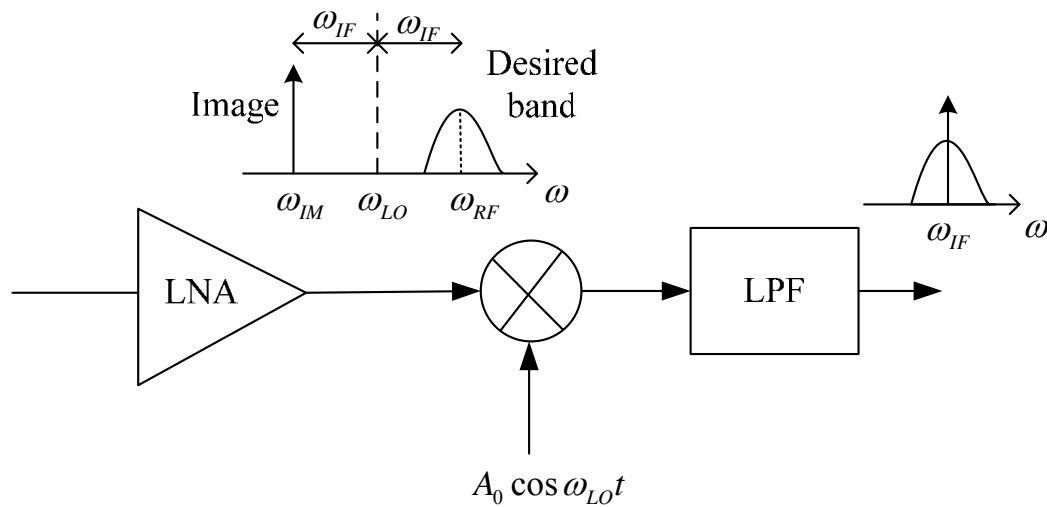 ω_IF ω_IF
Desired
band
Image
ω_IM ω_LO ω_RF ω
ω_IF ω
LNA
LPF
A_0 cos ω_LO t